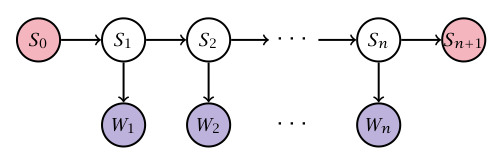 S₀ S₁ S₂ ··· Sₙ Sₙ₊₁
W₁ W₂ ··· Wₙ